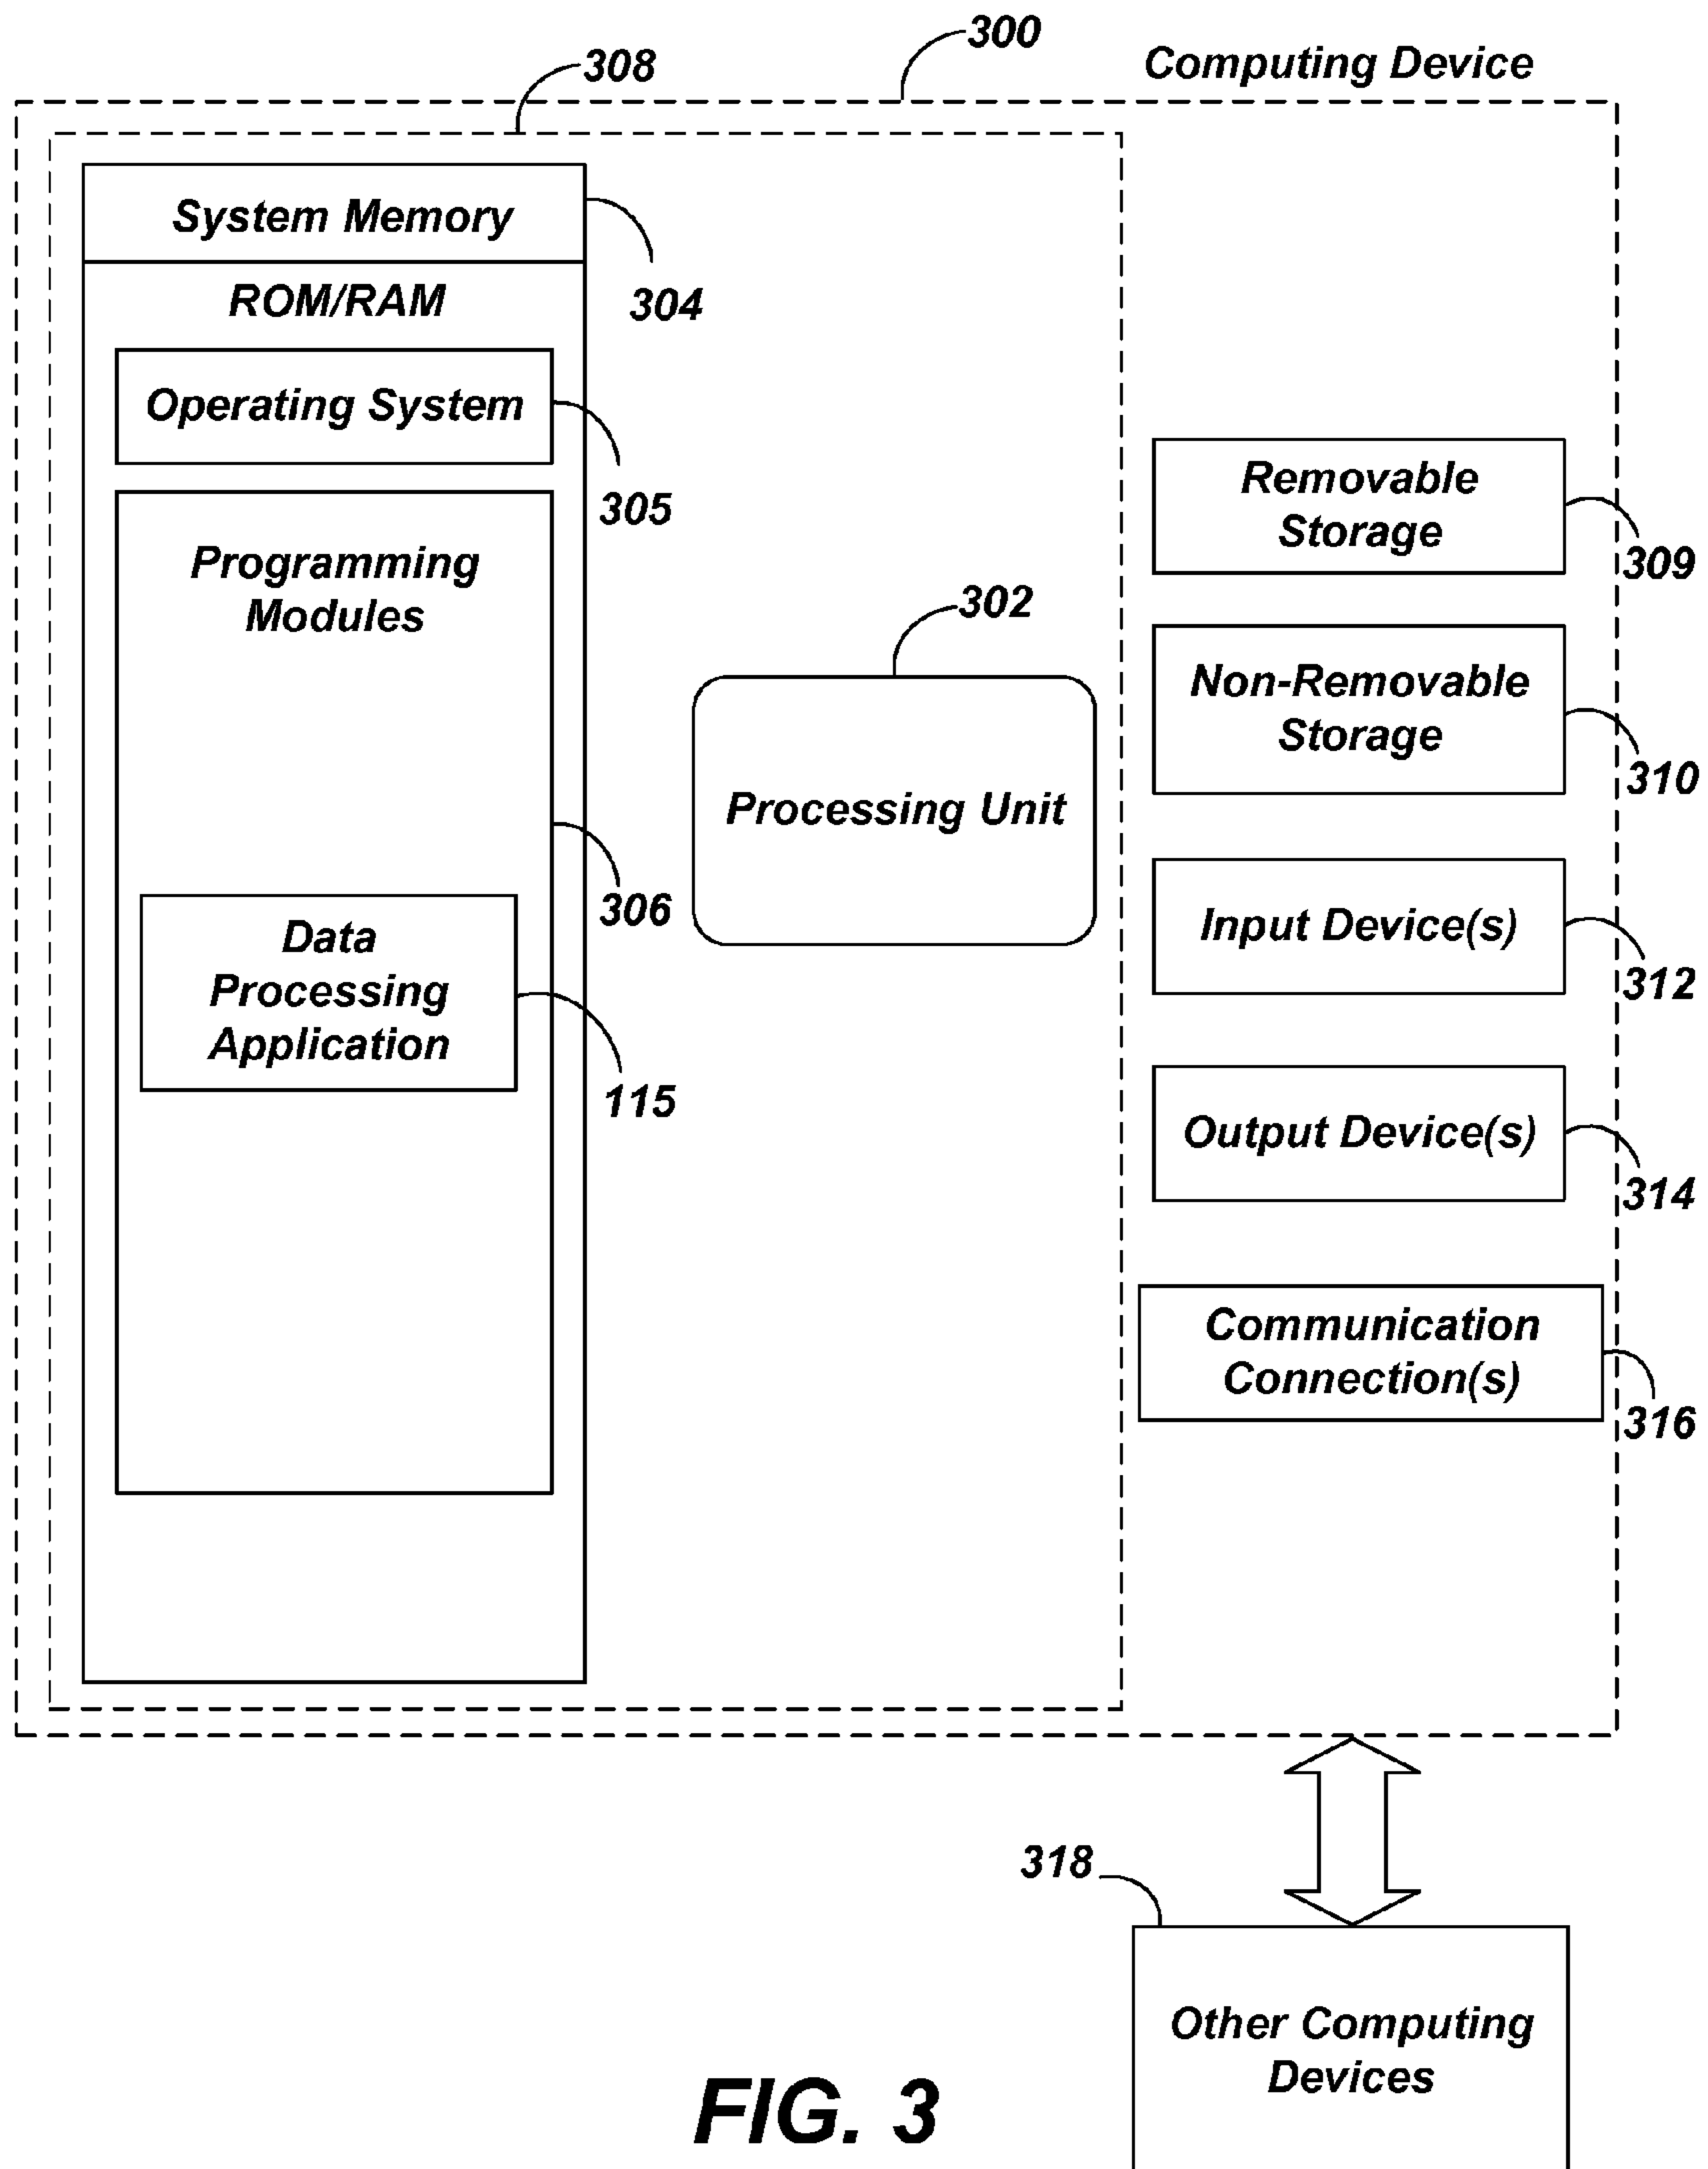 300
Computing Device
308
System Memory
304
ROM/RAM
Operating System
305
Programming
Modules
306
Data
Processing
Application
115
302
Processing Unit
Removable
Storage
309
Non-Removable
Storage
310
Input Device(s)
312
Output Device(s)
314
Communication
Connection(s)
316
318
Other Computing
Devices
FIG. 3